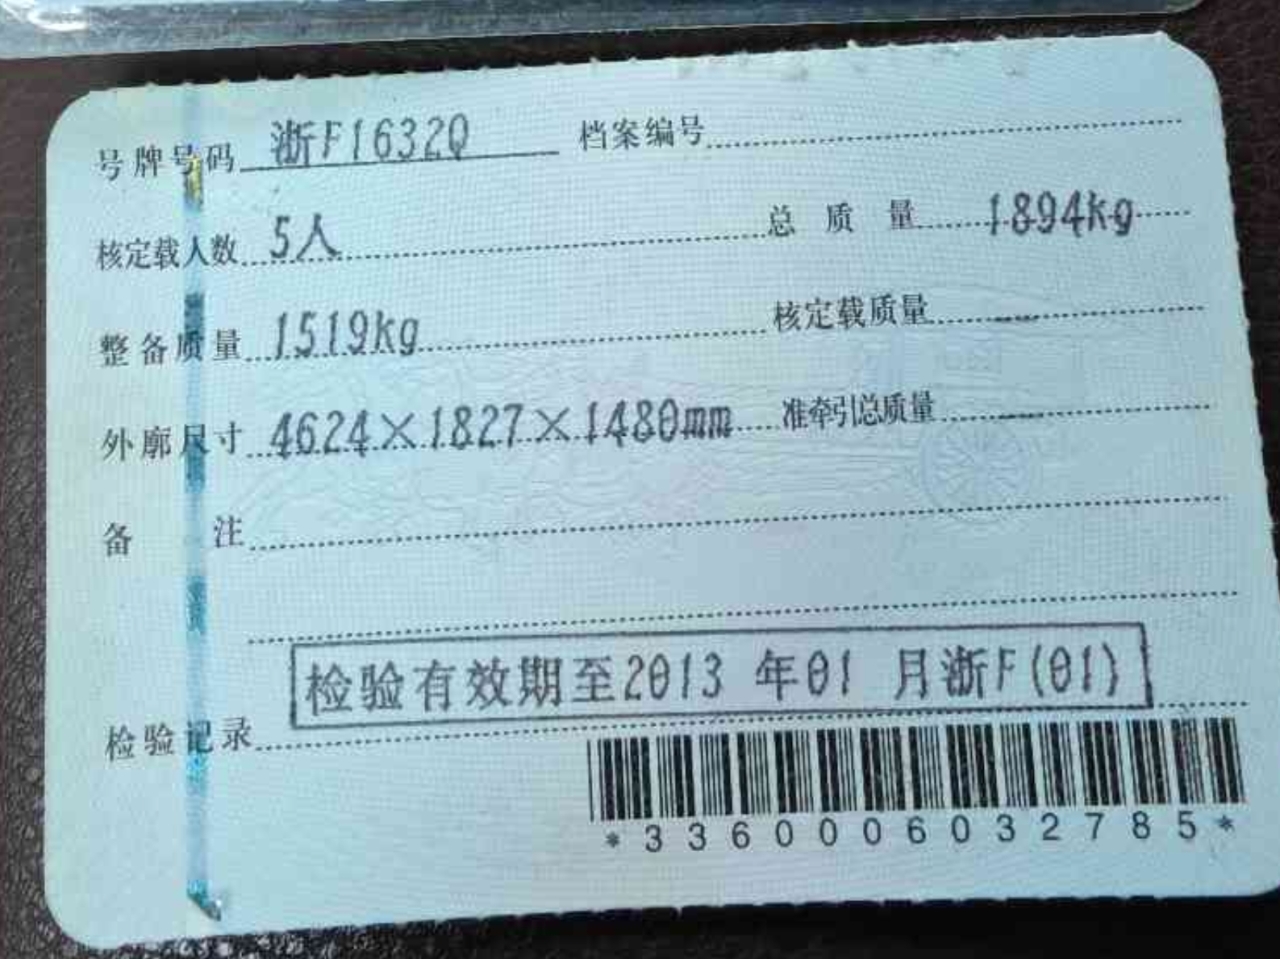 号牌号码 浙F1632Q 档案编号
核定载人数 5人 总质量 1894kg
整备质量 1519kg 核定载质量
外廓尺寸 4624×1827×1480mm 准牵引总质量
备注
检验有效期至2013 年01 月浙F(01)
检验记录
*3360006032785*